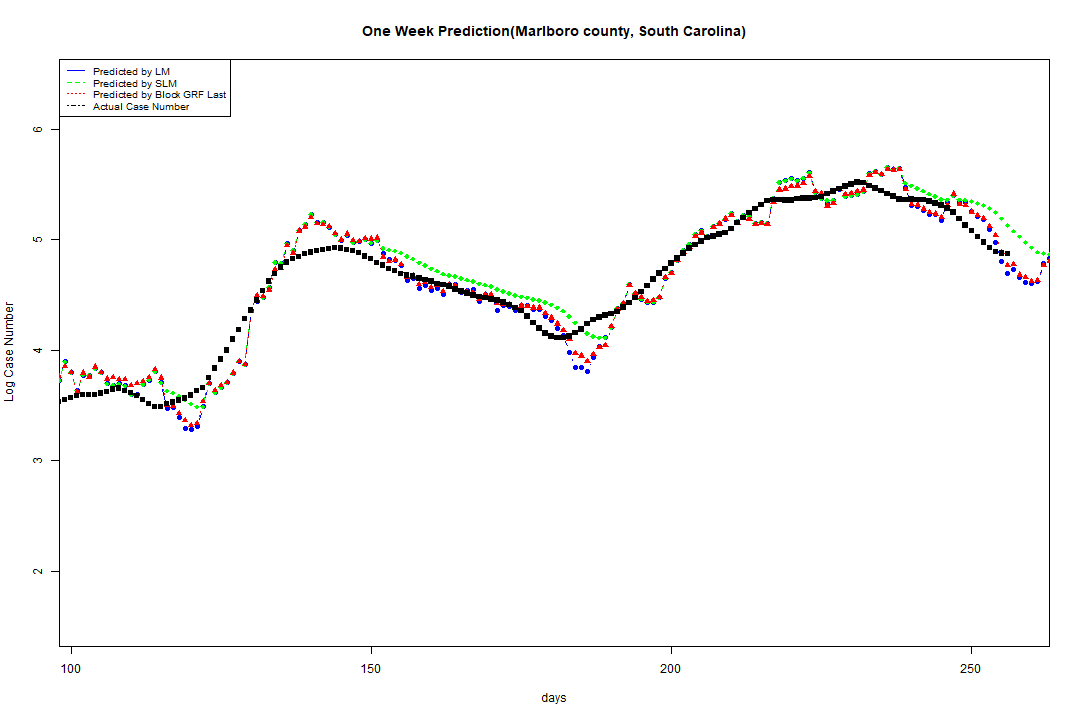 One Week Prediction(Marlboro county, South Carolina)
Predicted by LM
Predicted by SLM
Predicted by Block GRF Last
Actual Case Number
6
5
4
3
2
Log Case Number
100 150 200 250
days